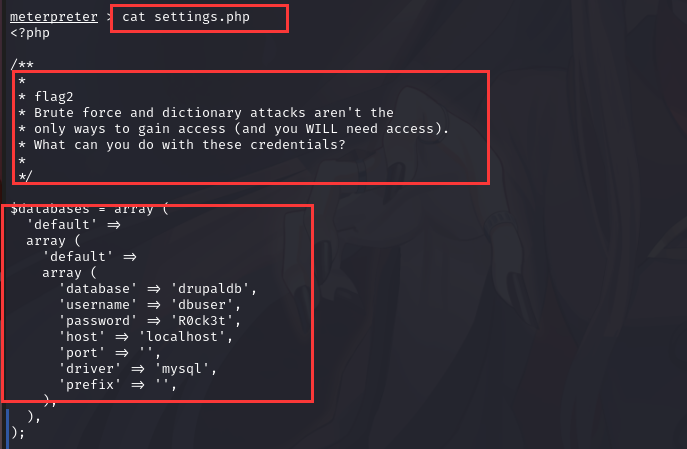 meterpreter > cat settings.php
<?php
/**
*
* flag2
* Brute force and dictionary attacks aren't the
* only ways to gain access (and you WILL need access).
* What can you do with these credentials?
*
*/
$databases = array (
'default' =>
array (
'default' =>
array (
'database' => 'drupaldb',
'username' => 'dbuser',
'password' => 'R0ck3t',
'host' => 'localhost',
'port' => '',
'driver' => 'mysql',
'prefix' => '',
),
),
);